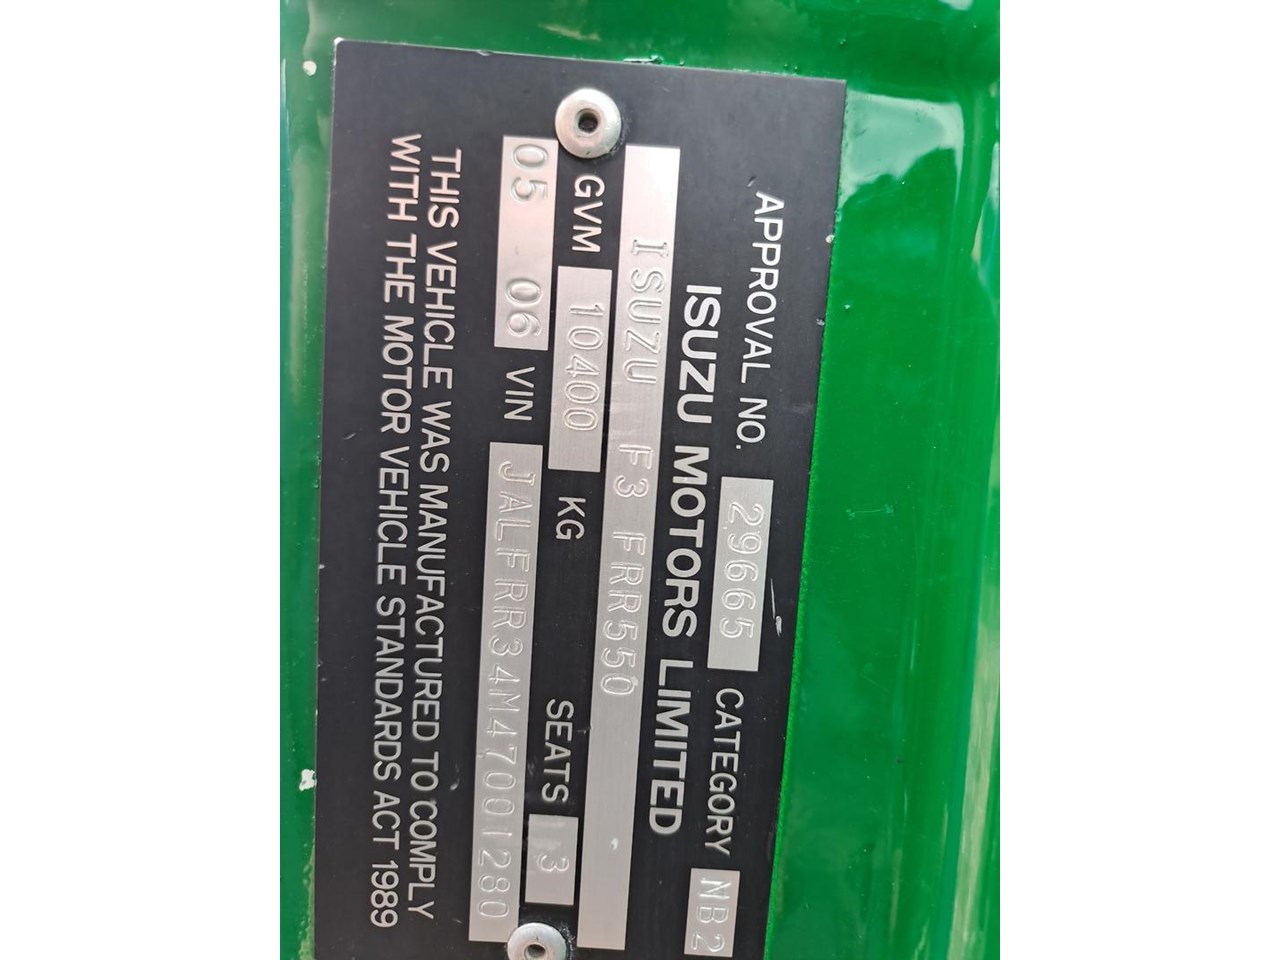 APPROVAL NO. 29665 CATEGORY NB2
ISUZU MOTORS LIMITED
ISUZU F3 FRR550
GVM 10400 KG SEATS 3
05 06 VIN JALFRR34M47001280
THIS VEHICLE WAS MANUFACTURED TO COMPLY
WITH THE MOTOR VEHICLE STANDARDS ACT 1989